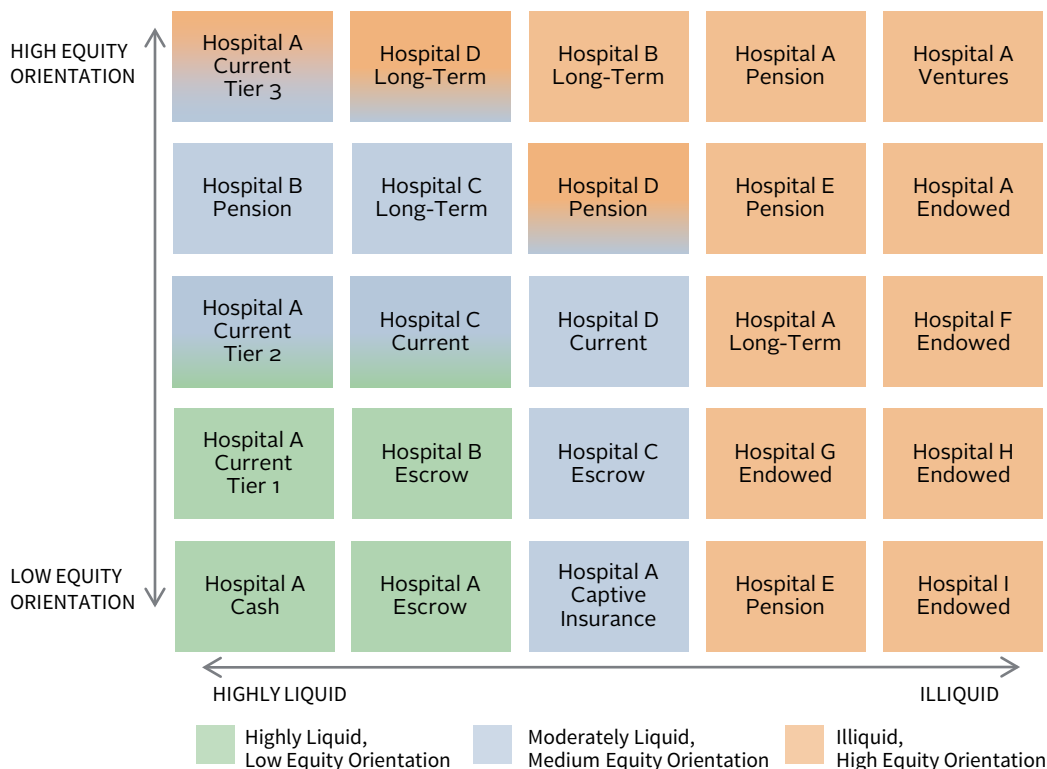 HIGH EQUITY
ORIENTATION
Hospital A
Current
Tier 3
Hospital D
Long-Term
Hospital B
Long-Term
Hospital A
Pension
Hospital A
Ventures
Hospital B
Pension
Hospital C
Long-Term
Hospital D
Pension
Hospital E
Pension
Hospital A
Endowed
Hospital A
Current
Tier 2
Hospital C
Current
Hospital D
Current
Hospital A
Long-Term
Hospital F
Endowed
Hospital A
Current
Tier 1
Hospital B
Escrow
Hospital C
Escrow
Hospital G
Endowed
Hospital H
Endowed
LOW EQUITY
ORIENTATION
Hospital A
Cash
Hospital A
Escrow
Hospital A
Captive
Insurance
Hospital E
Pension
Hospital I
Endowed
HIGHLY LIQUID
ILLIQUID
Highly Liquid,
Low Equity Orientation
Moderately Liquid,
Medium Equity Orientation
Illiquid,
High Equity Orientation